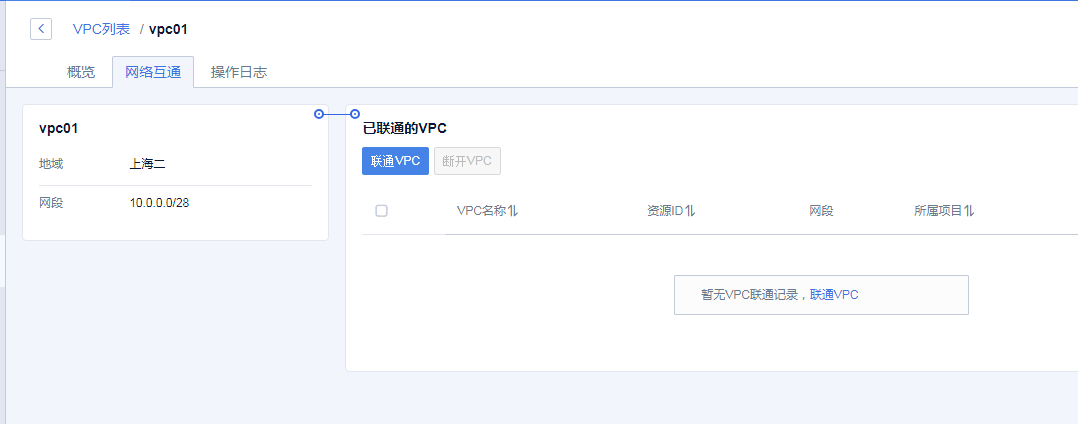 VPC列表 / vpc01
概览 网络互通 操作日志
vpc01
地域 上海二
网段 10.0.0.0/28
已联通的VPC
联通VPC 断开VPC
VPC名称 资源ID 网段 所属项目
暂无VPC联通记录，联通VPC